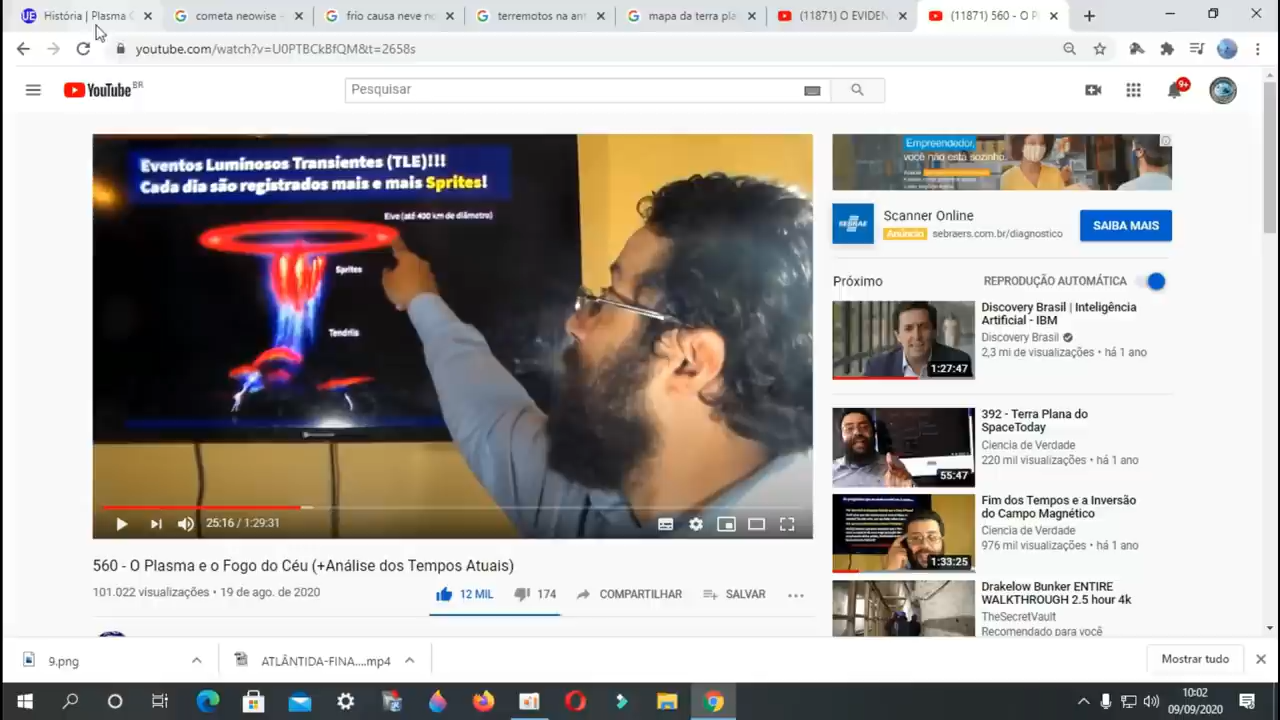 História | Plasma C
cometa neowise -
frio causa neve no
terremotos na ant
mapa da terra pla
(11871) O EVIDEN
(11871) 560 - O P
youtube.com/watch?v=U0PTBCkBfQM&t=2658s
YouTube BR
Pesquisar
9+
Eventos Luminosos Transientes (TLE)!!!
Cada dia são registrados mais e mais Sprites!
Elve (até 400 km de diâmetro)
Sprites
Tendrils
25:16 / 1:29:31
560 - O Plasma e o Fogo no Céu (+Análise dos Tempos Atuais)
101.022 visualizações • 19 de ago. de 2020
12 MIL
174
COMPARTILHAR
SALVAR
Empreendedor,
você não está sozinho.
SEBRAE
Scanner Online
Anúncio sebraers.com.br/diagnostico
SAIBA MAIS
Próximo
REPRODUÇÃO AUTOMÁTICA
Discovery Brasil | Inteligência
Artificial - IBM
Discovery Brasil
2,3 mi de visualizações • há 1 ano
1:27:47
392 - Terra Plana do
SpaceToday
Ciencia de Verdade
220 mil visualizações • há 1 ano
55:47
Fim dos Tempos e a Inversão
do Campo Magnético
Ciencia de Verdade
976 mil visualizações • há 1 ano
1:33:25
Drakelow Bunker ENTIRE
WALKTHROUGH 2.5 hour 4k
TheSecretVault
Recomendado para você
9.png
ATLÂNTIDA-FINA....mp4
Mostrar tudo
10:02
09/09/2020